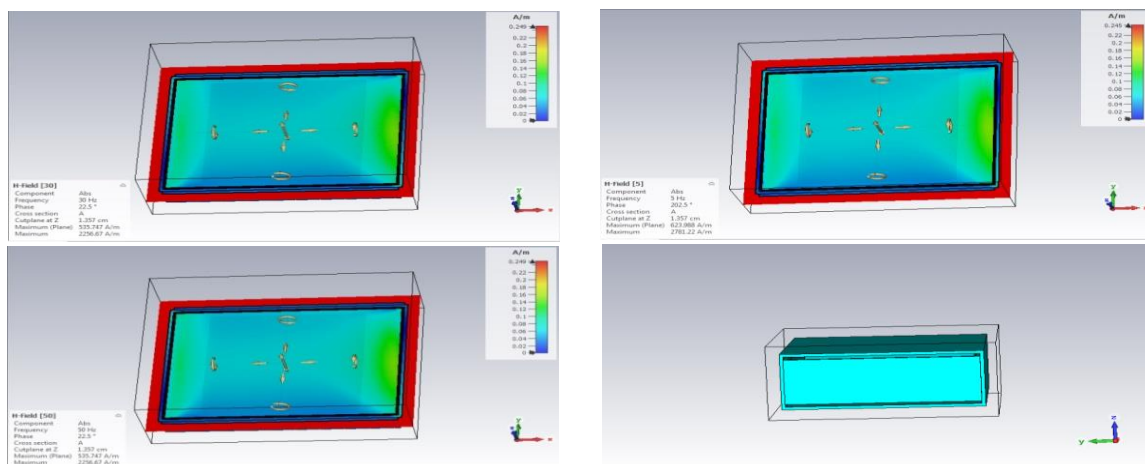 A/m
0.249
0.22
0.2
0.18
0.16
0.14
0.12
0.1
0.08
0.06
0.04
0.02
0
H-Field [30]
Component Abs
Frequency 30 Hz
Phase 22.5 °
Cross section A
Cutplane at Z 1.357 cm
Maximum (Plane) 535.747 A/m
Maximum 2256.67 A/m
y
x
A/m
0.22
0.2
0.18
0.16
0.14
0.12
0.1
0.08
0.06
0.04
0.02
0
H-Field [5]
Component Abs
Frequency 5 Hz
Phase 202.5 °
Cross section A
Cutplane at Z 1.357 cm
Maximum (Plane) 623.988 A/m
Maximum 2781.22 A/m
y
x
A/m
0.249
0.22
0.2
0.18
0.16
0.14
0.12
0.1
0.08
0.06
0.04
0.02
0
H-Field [50]
Component Abs
Frequency 50 Hz
Phase 22.5 °
Cross section A
Cutplane at Z 1.357 cm
Maximum (Plane) 535.747 A/m
Maximum 2256.67 A/m
y
x
z
y